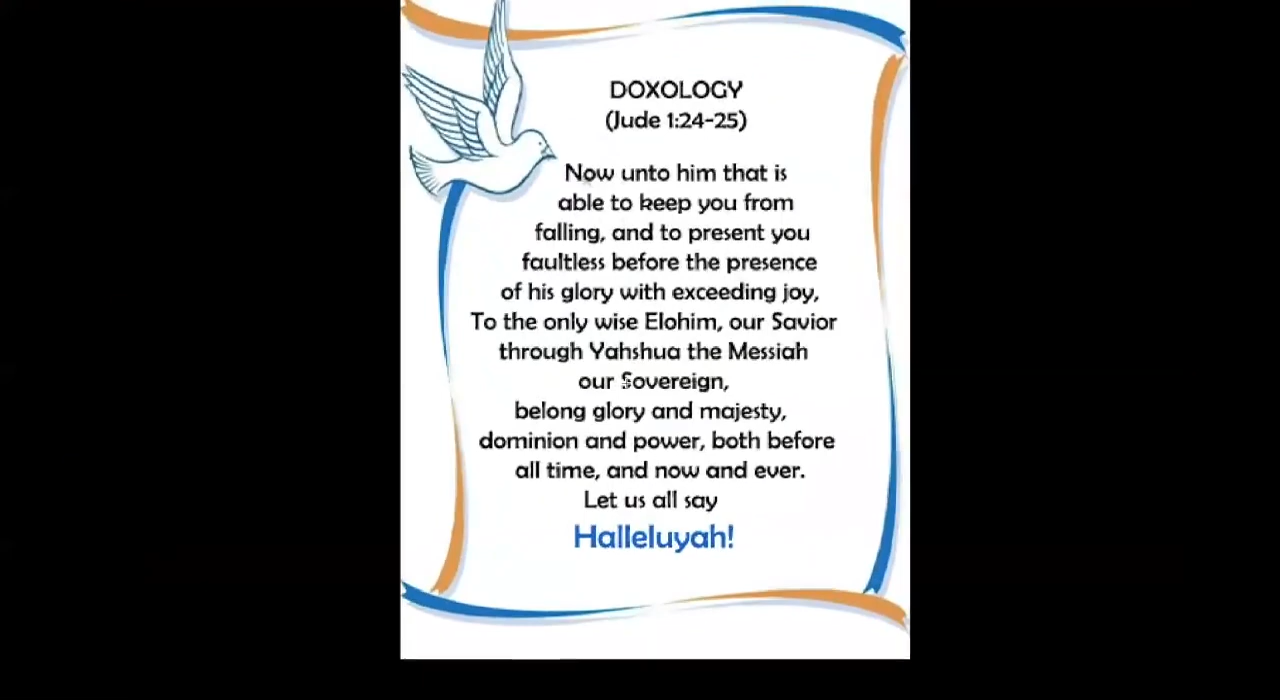 DOXOLOGY
(Jude 1:24-25)
Now unto him that is
able to keep you from
falling, and to present you
faultless before the presence
of his glory with exceeding joy,
To the only wise Elohim, our Savior
through Yahshua the Messiah
our Sovereign,
belong glory and majesty,
dominion and power, both before
all time, and now and ever.
Let us all say
Halleluyah!